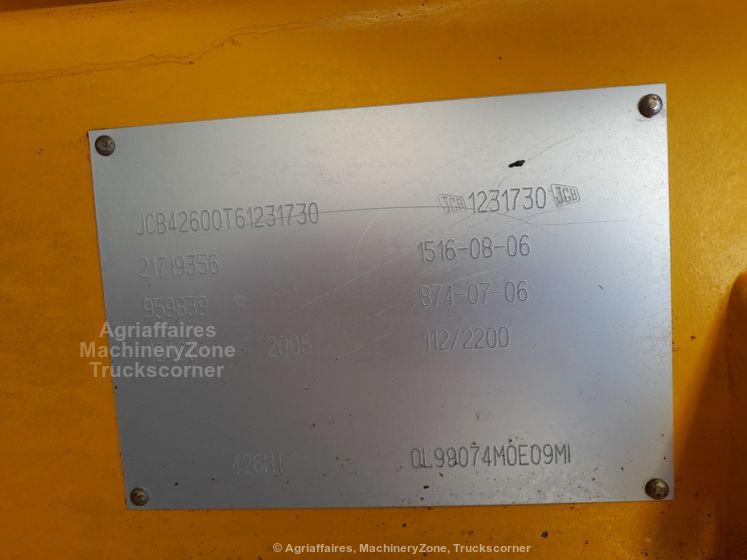 JCB42600T61231730 JCB 1231730 JCB
21719356 1516-08-06
959839 874-07-06
2006 112/2200
426HT QL99074M0E09MI
Agriaffaires
MachineryZone
Truckscorner
© Agriaffaires, MachineryZone, Truckscorner